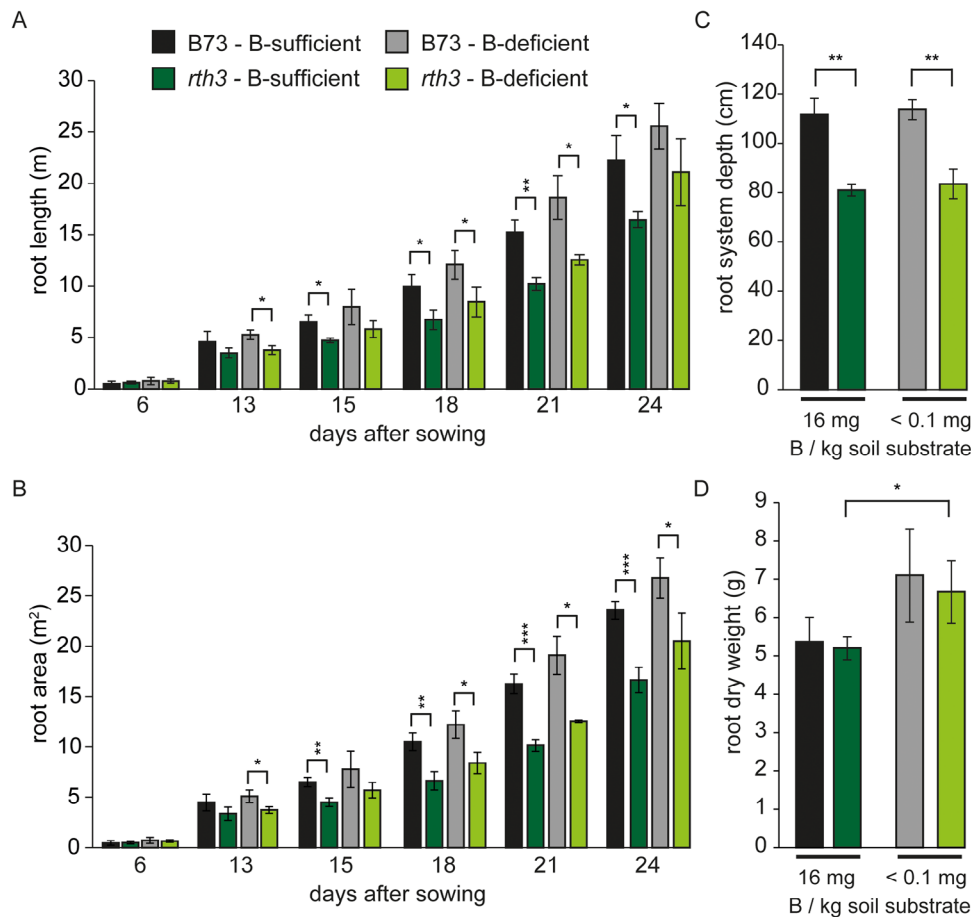 A
B73 - B-sufficient
B73 - B-deficient
rth3 - B-sufficient
rth3 - B-deficient
root length (m)
30
25
20
15
10
5
0
*
*
*
*
**
*
*
6 13 15 18 21 24
days after sowing
B
root area (m²)
30
25
20
15
10
5
0
*
**
**
*
***
*
***
*
6 13 15 18 21 24
days after sowing
C
root system depth (cm)
140
120
100
80
60
40
20
0
**
**
16 mg < 0.1 mg
B / kg soil substrate
D
root dry weight (g)
9
8
7
6
5
4
3
2
1
0
*
16 mg < 0.1 mg
B / kg soil substrate